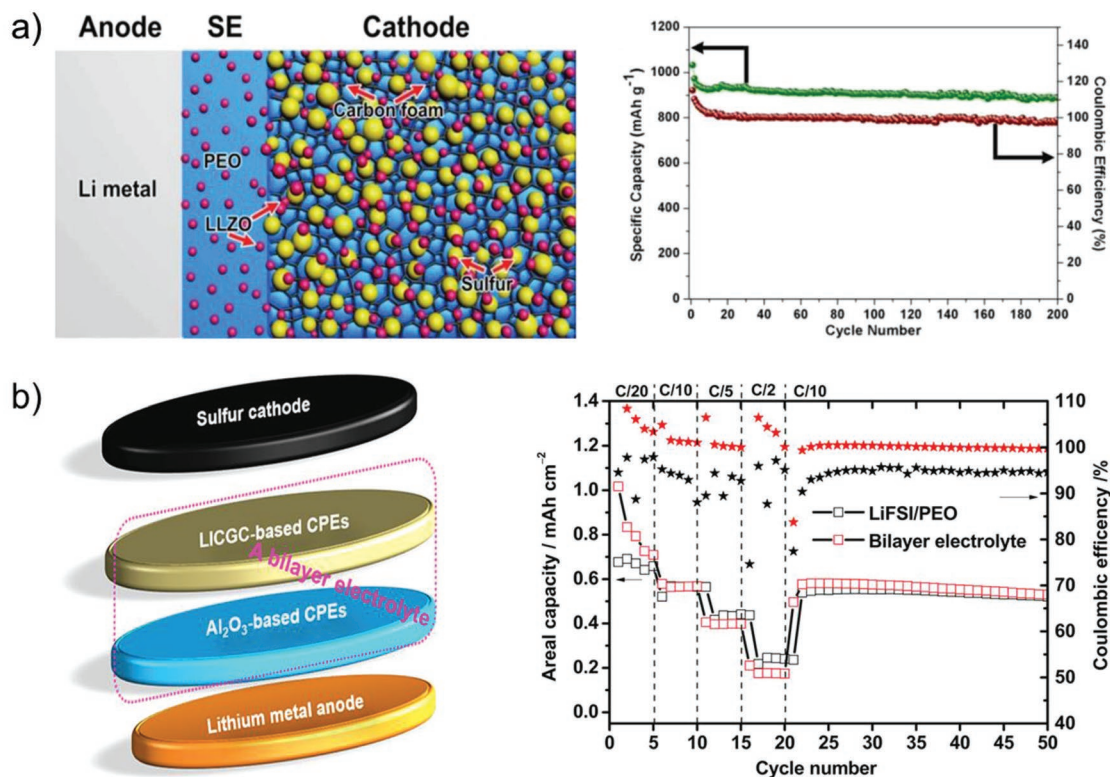 a)
Anode SE Cathode
Carbon foam
PEO
Li metal
LLZO
Sulfur
Specific Capacity (mAh g⁻¹)
1200
1000
800
600
400
200
0
0 20 40 60 80 100 120 140 160 180 200
Cycle Number
140
120
100
80
60
40
20
0
Coulombic Efficiency (%)
b)
Sulfur cathode
LICGC-based CPEs
A bilayer electrolyte
Al₂O₃-based CPEs
Lithium metal anode
C/20 C/10 C/5 C/2 C/10
Areal capacity / mAh cm⁻²
1.4
1.2
1.0
0.8
0.6
0.4
0.2
0.0
LiFSI/PEO
Bilayer electrolyte
0 5 10 15 20 25 30 35 40 45 50
Cycle number
110
100
90
80
70
60
50
40
Coulombic efficency /%